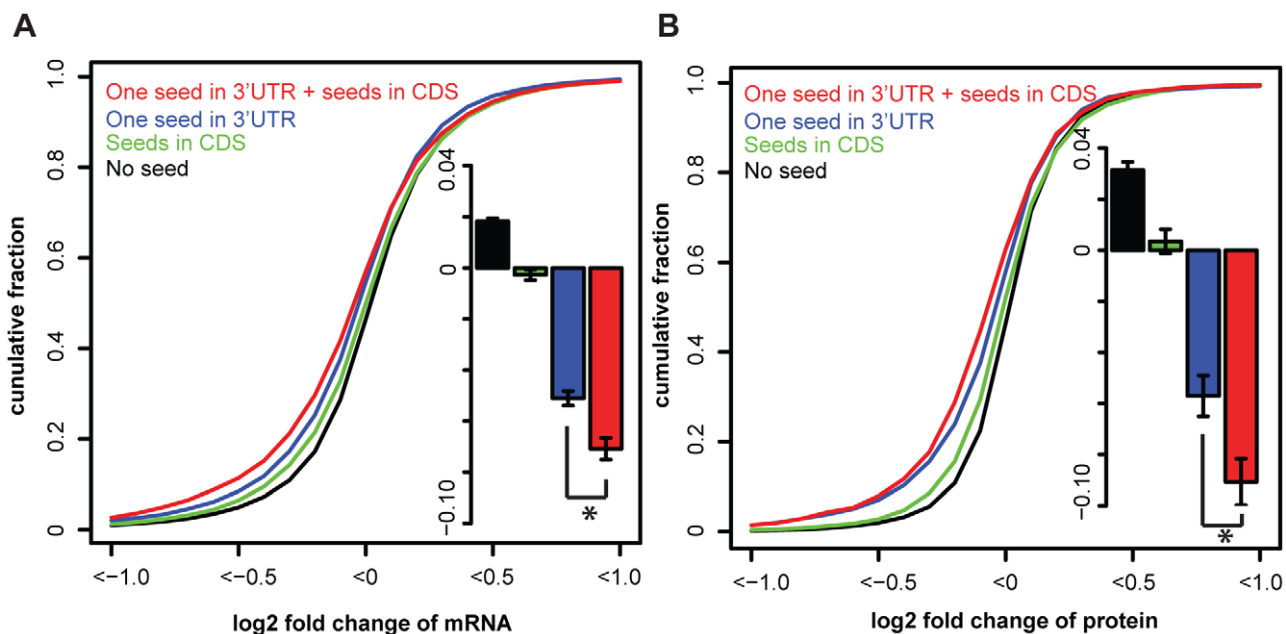 A
One seed in 3'UTR + seeds in CDS
One seed in 3'UTR
Seeds in CDS
No seed
cunulative fraction
0
0.2
0.4
0.6
0.8
1.0
0.04
0
−0.10
*
<−1.0
<−0.5
<0
<0.5
<1.0
log2 fold change of mRNA
B
One seed in 3'UTR + seeds in CDS
One seed in 3'UTR
Seeds in CDS
No seed
cumulative fraction
0
0.2
0.4
0.6
0.8
1.0
0.04
0
−0.10
*
<−1.0
<−0.5
<0
<0.5
<1.0
log2 fold change of protein